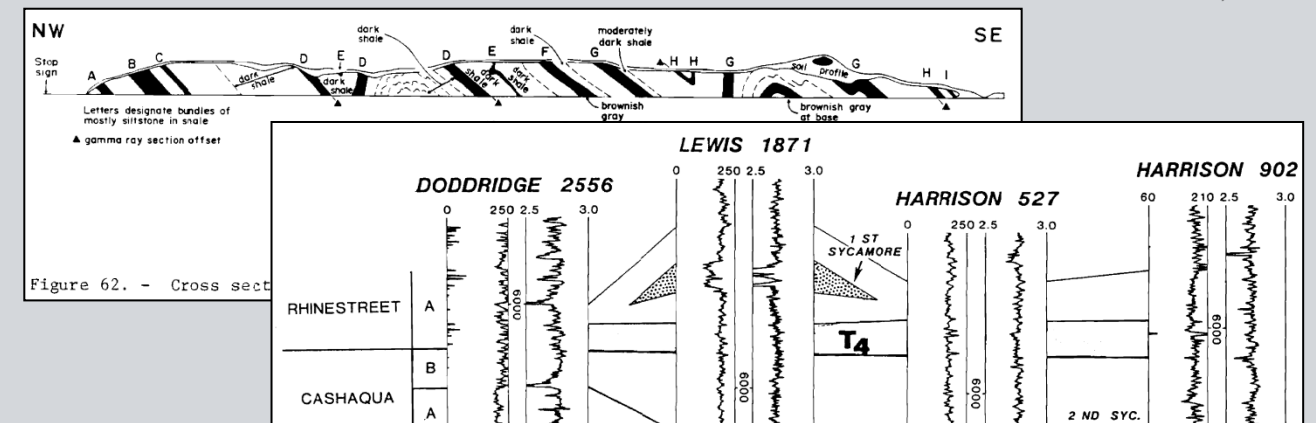 NW
SE
Stop
sign
A
B
C
dark
shale
D
E
D
dark
shale
dark
shale
D
E
dark
shale
dark
shale
F
G
moderately
dark shale
H H
G
soil
profile
G
H I
brownish
gray
brownish gray
at base
Letters designate bundles of
mostly siltstone in shale
▲ gamma ray section offset
Figure 62. - Cross sect
LEWIS 1871
0 250 2.5 3.0
DODDRIDGE 2556
0 250 2.5 3.0
HARRISON 527
0 250 2.5 3.0
HARRISON 902
60 210 2.5 3.0
1 ST
SYCAMORE
RHINESTREET A
6000
T4
6000
B
CASHAQUA
A
6000
6000
2 ND SYC.